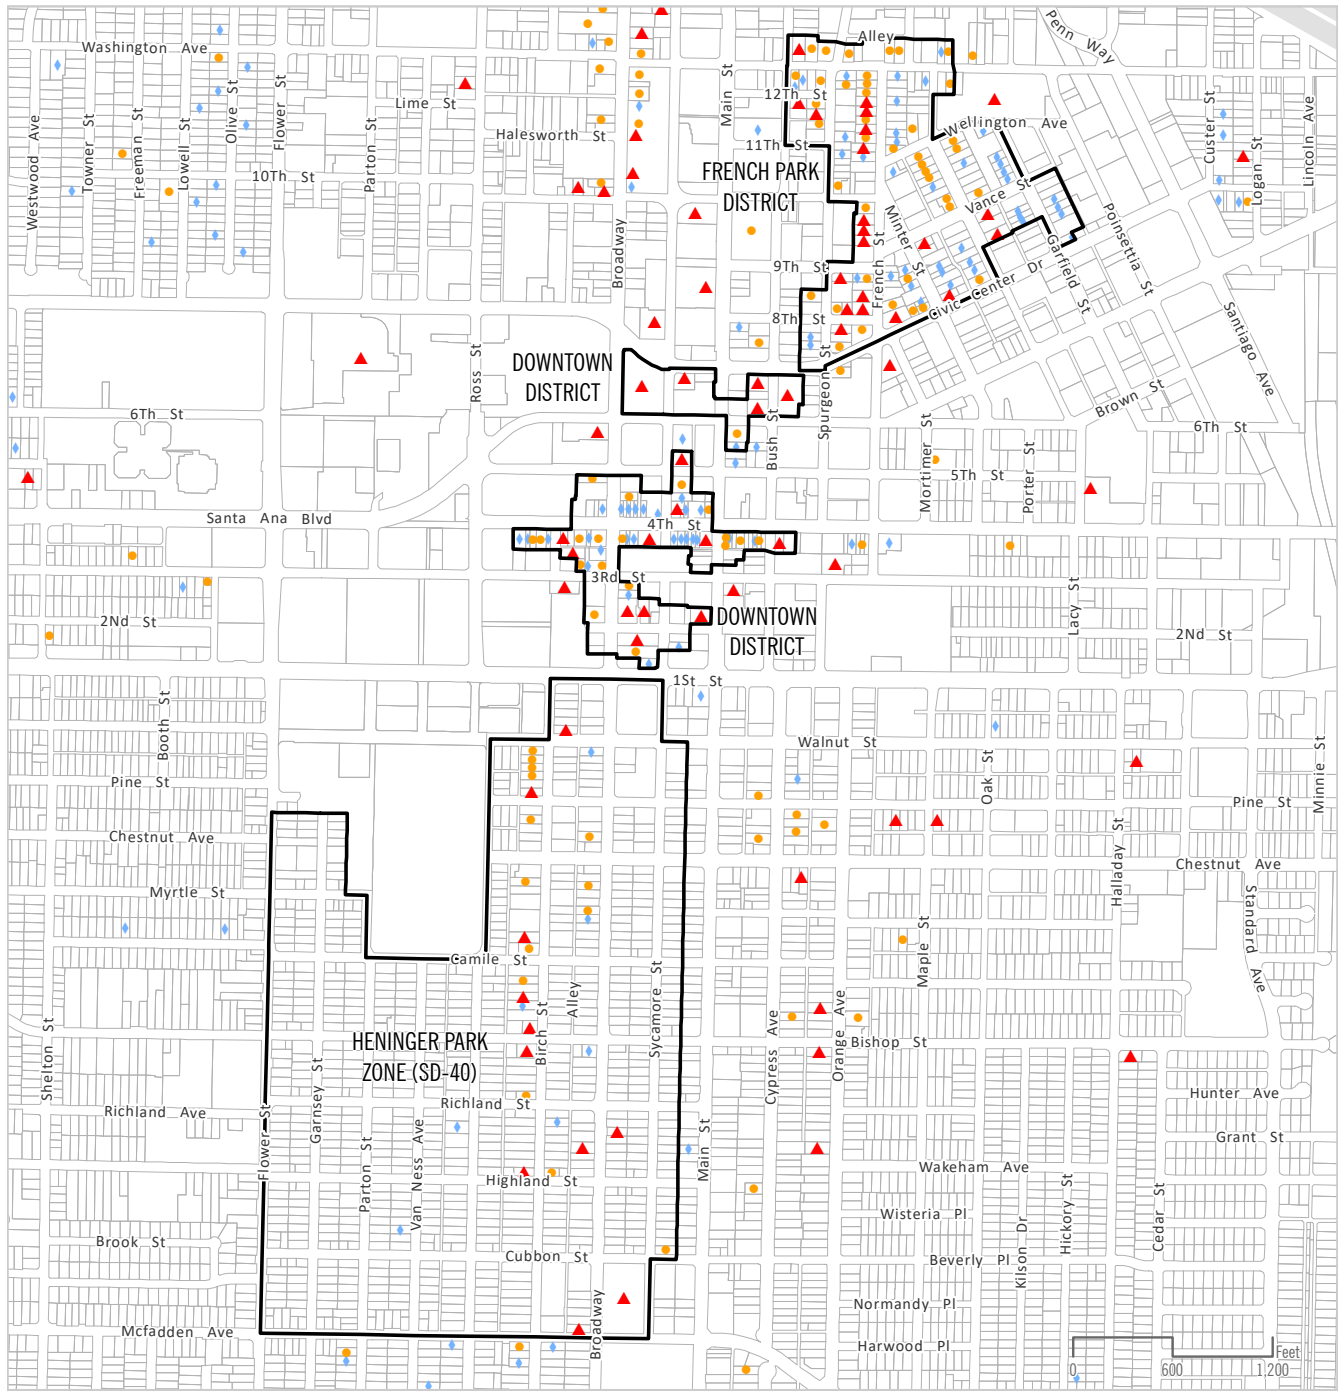 Alley
Penn Way
Washington Ave
Lime St
12Th St
Main St
Halesworth St
Wellington Ave
11Th St
Westwood Ave
Towner St
Freeman St
Lowell St
Olive St
Flower St
Parton St
10Th St
FRENCH PARK
DISTRICT
Vance St
Custer St
Logan St
Lincoln Ave
Broadway
9Th St
French St
Minter St
Garfield St
Poinsettia St
Civic Center Dr
8Th St
Santiago Ave
Ross St
DOWNTOWN
DISTRICT
Spurgeon St
Bush St
Brown St
6Th St
6Th St
Mortimer St
5Th St
Porter St
Santa Ana Blvd
4Th St
3Rd St
2Nd St
DOWNTOWN
DISTRICT
Lacy St
2Nd St
1St St
Booth St
Walnut St
Oak St
Minnie St
Pine St
Pine St
Chestnut Ave
Halladay St
Chestnut Ave
Myrtle St
Standard Ave
Maple St
Camile St
Sycamore St
Alley
Birch St
HENINGER PARK
ZONE (SD-40)
Shelton St
Garnsey St
Cypress Ave
Orange Ave
Bishop St
Richland Ave
Richland St
Hunter Ave
Flower St
Parton St
Van Ness Ave
Main St
Grant St
Highland St
Wakeham Ave
Hickory St
Cedar St
Wisteria Pl
Kilson Dr
Brook St
Cubbon St
Beverly Pl
Broadway
Normandy Pl
Mcfadden Ave
Harwood Pl
Feet
0 600 1,200